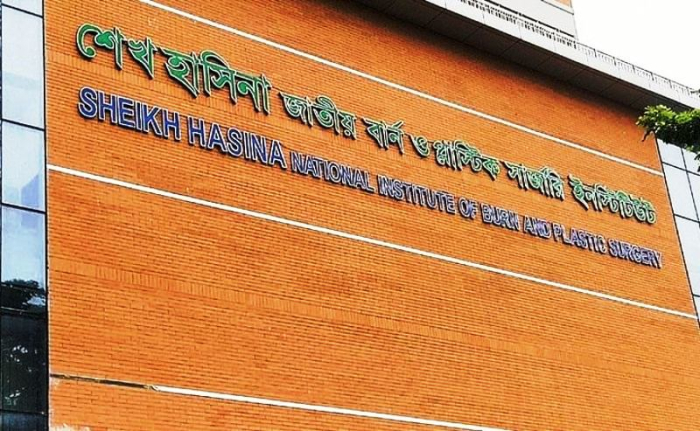 শেখ হাসিনা জাতীয় বার্ন ও প্লাস্টিক সার্জারি ইনস্টিটিউট
SHEIKH HASINA NATIONAL INSTITUTE OF BURN AND PLASTIC SURGERY